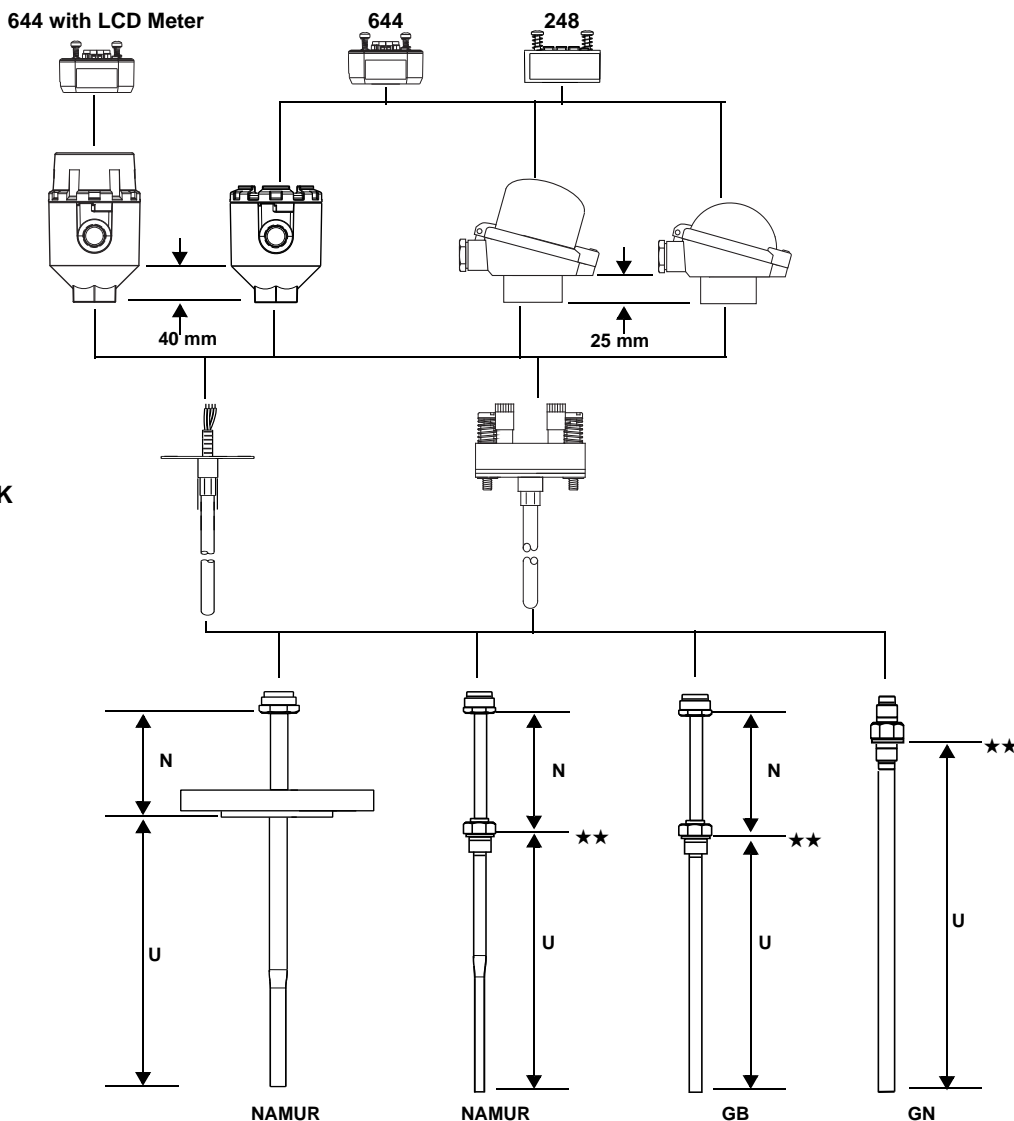 644 with LCD Meter
644
248
40 mm
25 mm
K
N
N
N
★★
★★
★★
U
U
U
U
NAMUR
NAMUR
GB
GN